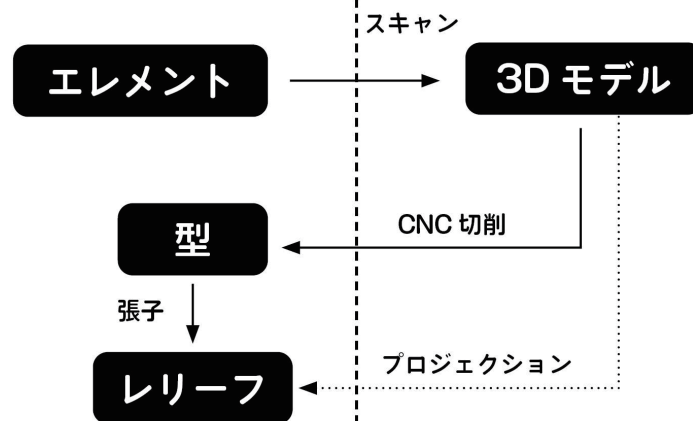 スキャン
エレメント
3D モデル
CNC 切削
型
張子
プロジェクション
レリーフ